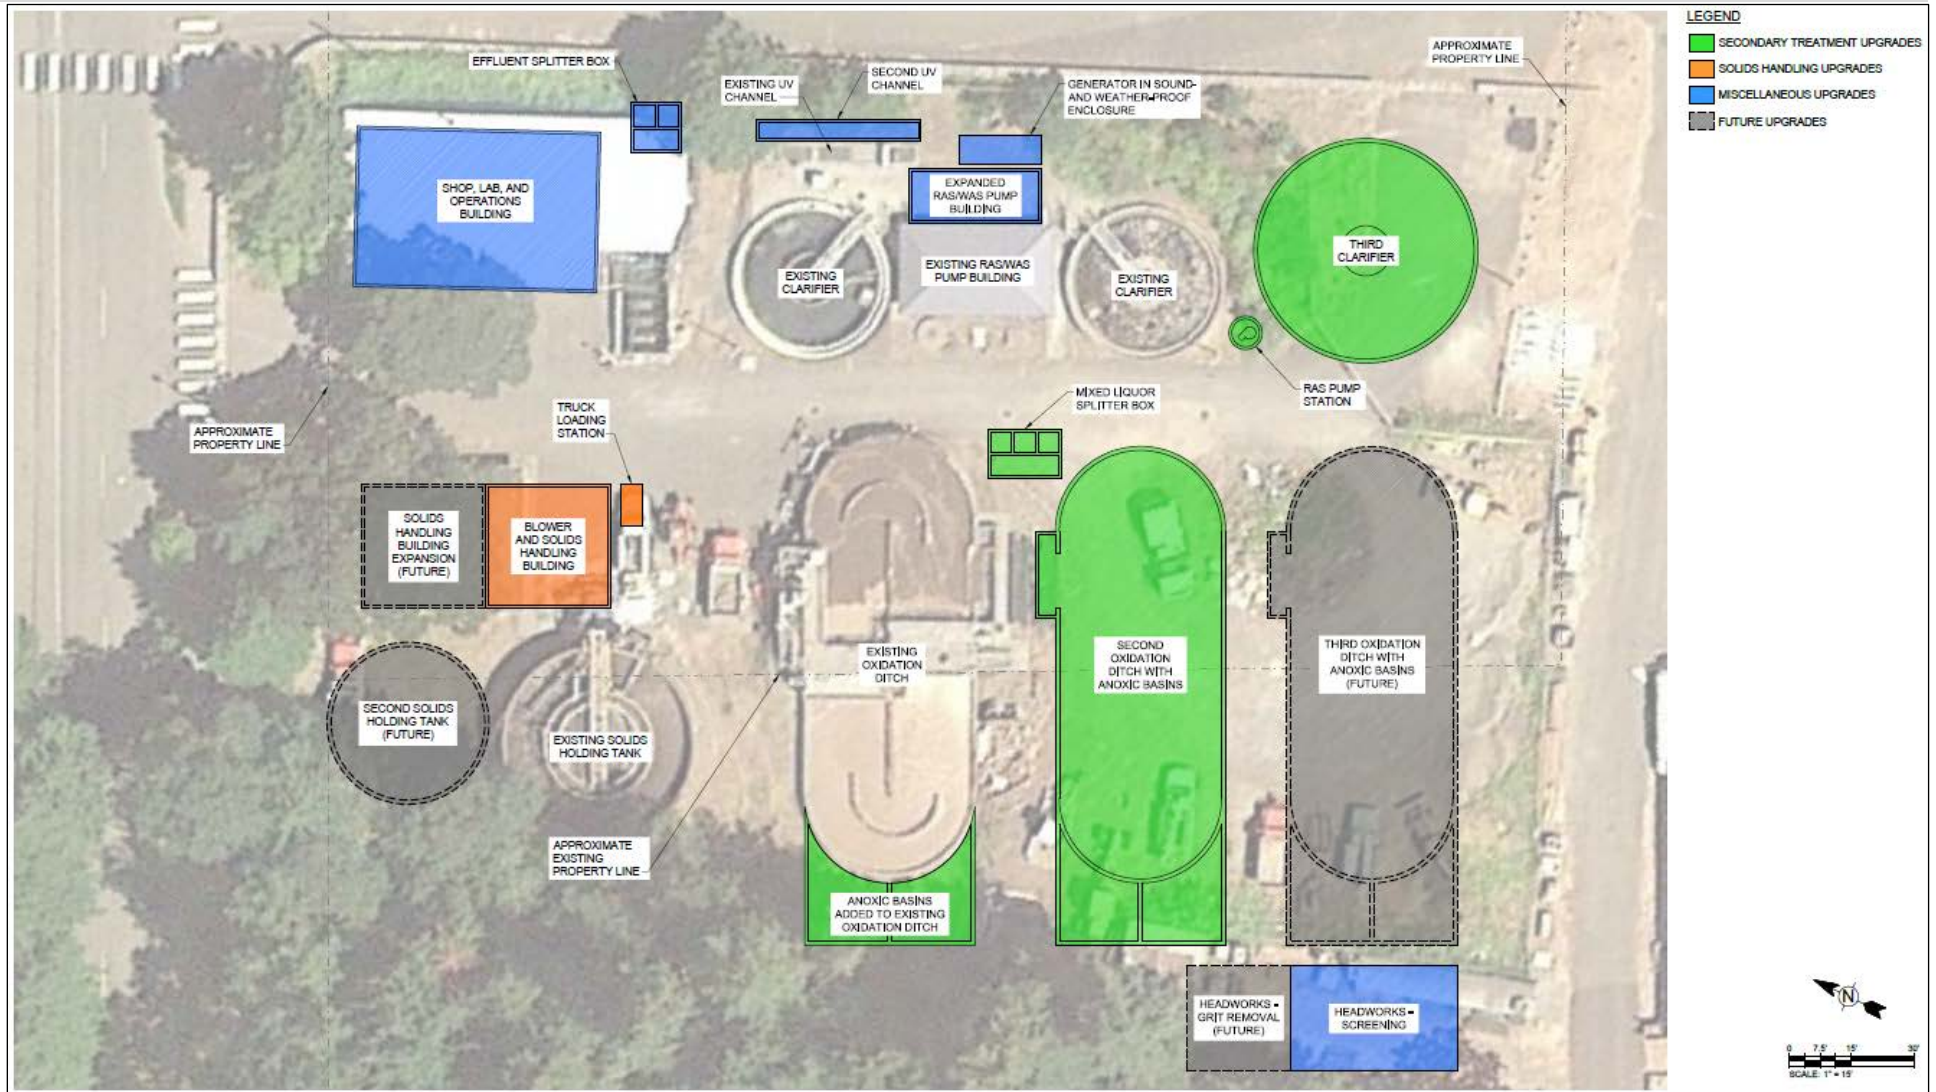 LEGEND
SECONDARY TREATMENT UPGRADES
SOLIDS HANDLING UPGRADES
MISCELLANEOUS UPGRADES
FUTURE UPGRADES
EFFLUENT SPLITTER BOX
EXISTING UV
CHANNEL
SECOND UV
CHANNEL
GENERATOR IN SOUND-
AND WEATHER-PROOF
ENCLOSURE
APPROXIMATE
PROPERTY LINE
SHOP, LAB, AND
OPERATIONS
BUILDING
EXPANDED
RAS/WAS PUMP
BUILDING
EXISTING
CLARIFIER
EXISTING RAS/WAS
PUMP BUILDING
EXISTING
CLARIFIER
THIRD
CLARIFIER
RAS PUMP
STATION
MIXED LIQUOR
SPLITTER BOX
TRUCK
LOADING
STATION
APPROXIMATE
PROPERTY LINE
SOLIDS
HANDLING
BUILDING
EXPANSION
(FUTURE)
BLOWER
AND SOLIDS
HANDLING
BUILDING
EXISTING
OXIDATION
DITCH
SECOND
OXIDATION
DITCH WITH
ANOXIC BASINS
THIRD OXIDATION
DITCH WITH
ANOXIC BASINS
(FUTURE)
SECOND SOLIDS
HOLDING TANK
(FUTURE)
EXISTING SOLIDS
HOLDING TANK
APPROXIMATE
EXISTING
PROPERTY LINE
ANOXIC BASINS
ADDED TO EXISTING
OXIDATION DITCH
HEADWORKS -
GRIT REMOVAL
(FUTURE)
HEADWORKS -
SCREENING
N
0 7.5' 15' 30'
SCALE: 1" = 15'